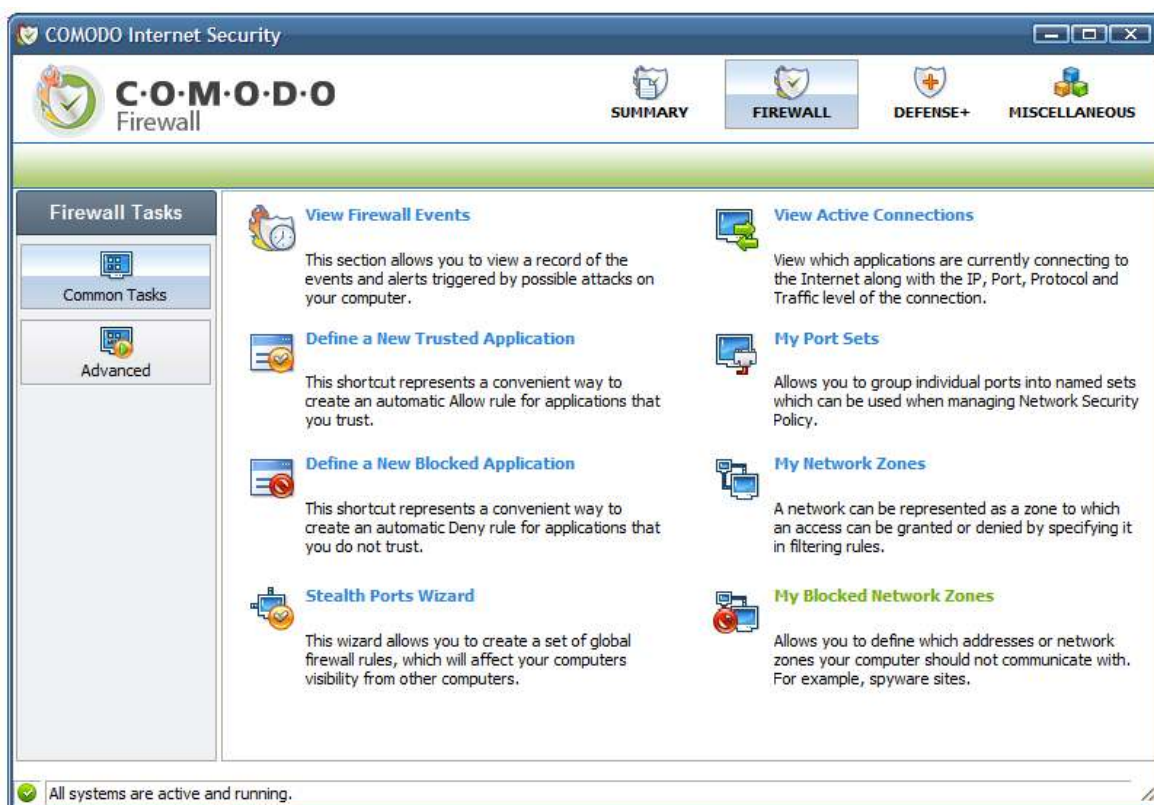 COMODO Internet Security
C·O·M·O·D·O
Firewall
SUMMARY
FIREWALL
DEFENSE+
MISCELLANEOUS
Firewall Tasks
Common Tasks
Advanced
View Firewall Events
This section allows you to view a record of the
events and alerts triggered by possible attacks on
your computer.
View Active Connections
View which applications are currently connecting to
the Internet along with the IP, Port, Protocol and
Traffic level of the connection.
Define a New Trusted Application
This shortcut represents a convenient way to
create an automatic Allow rule for applications that
you trust.
My Port Sets
Allows you to group individual ports into named sets
which can be used when managing Network Security
Policy.
Define a New Blocked Application
This shortcut represents a convenient way to
create an automatic Deny rule for applications that
you do not trust.
My Network Zones
A network can be represented as a zone to which
an access can be granted or denied by specifying it
in filtering rules.
Stealth Ports Wizard
This wizard allows you to create a set of global
firewall rules, which will affect your computers
visibility from other computers.
My Blocked Network Zones
Allows you to define which addresses or network
zones your computer should not communicate with.
For example, spyware sites.
All systems are active and running.